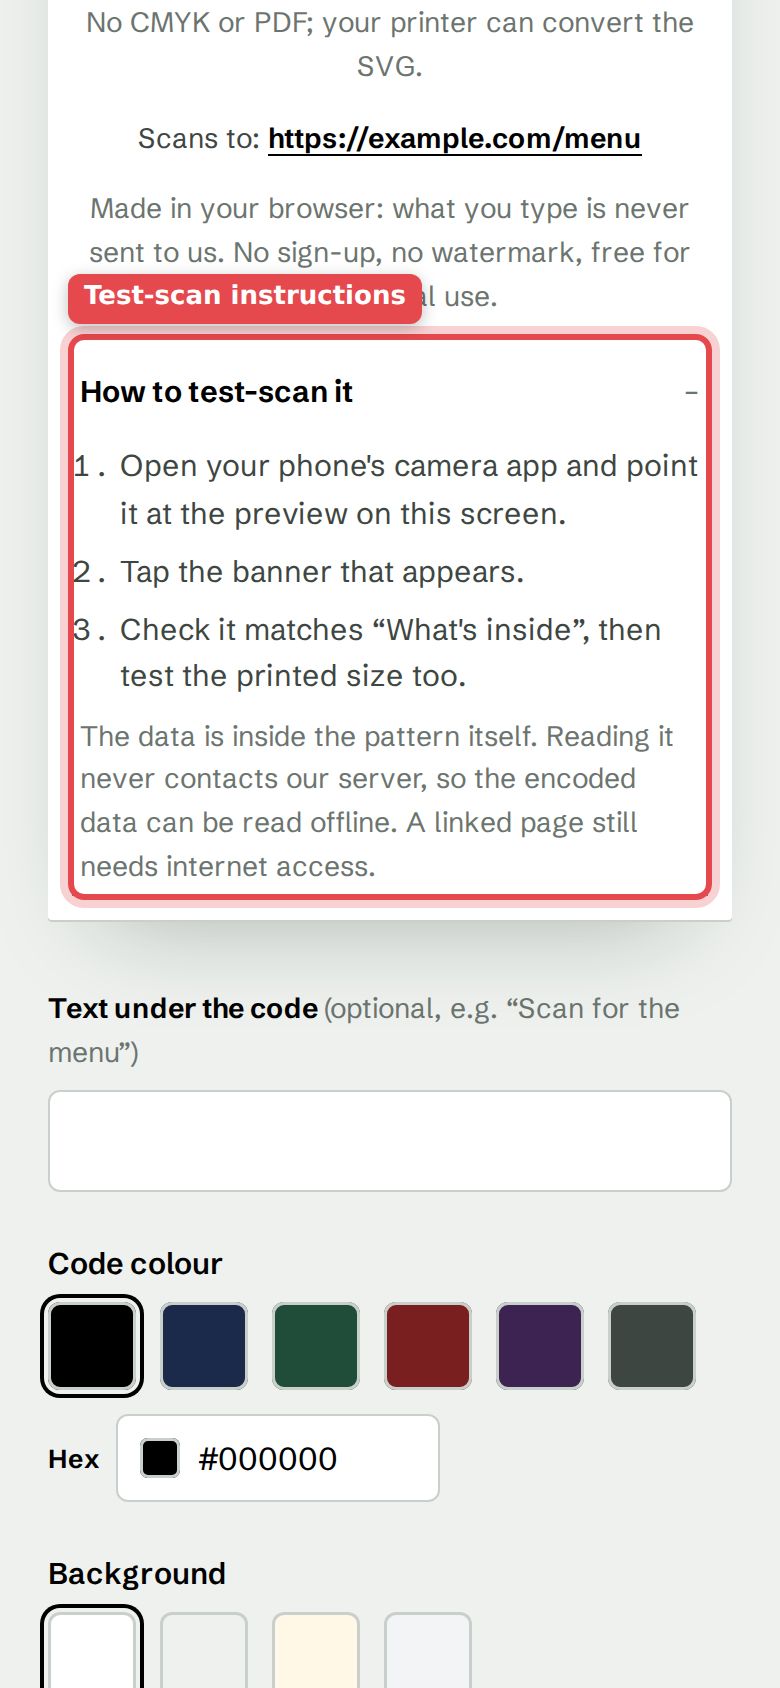 No CMYK or PDF; your printer can convert the
SVG.
Scans to: https://example.com/menu
Made in your browser: what you type is never
sent to us. No sign-up, no watermark, free for
al use.
Test-scan instructions
How to test-scan it –
1. Open your phone's camera app and point
it at the preview on this screen.
2. Tap the banner that appears.
3. Check it matches “What's inside”, then
test the printed size too.
The data is inside the pattern itself. Reading it
never contacts our server, so the encoded
data can be read offline. A linked page still
needs internet access.
Text under the code (optional, e.g. “Scan for the
menu”)
Code colour
Hex #000000
Background